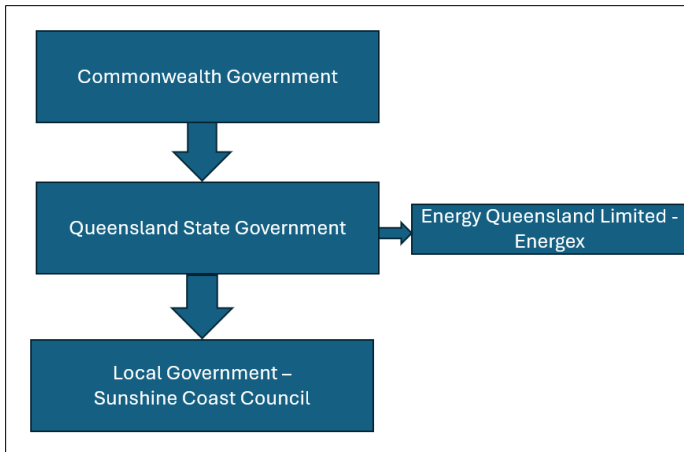 Commonwealth Government
Queensland State Government
Energy Queensland Limited -
Energex
Local Government –
Sunshine Coast Council